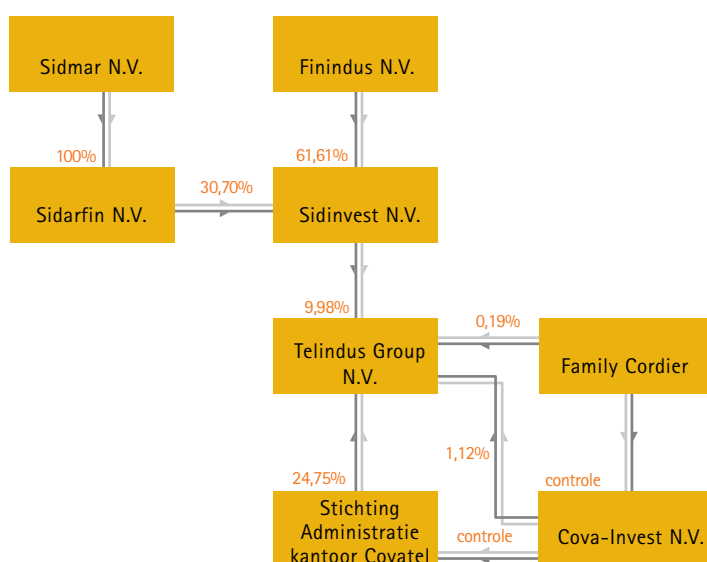 Sidmar N.V.
Finindus N.V.
100%
61,61%
30,70%
Sidarfin N.V.
Sidinvest N.V.
9,98%
0,19%
Telindus Group
N.V.
Family Cordier
1,12%
24,75%
controle
Stichting
Administratie
kantoor Covatel
controle
Cova-Invest N.V.